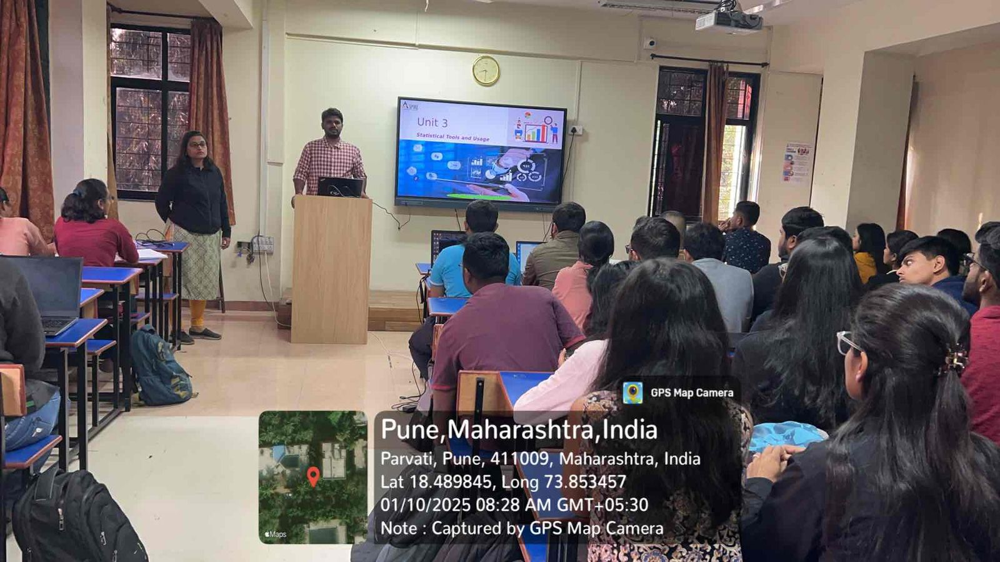 ASPIRE
Unit 3
Statistical Tools and Usage
GPS Map Camera
Pune,Maharashtra,India
Parvati, Pune, 411009, Maharashtra, India
Lat 18.489845, Long 73.853457
01/10/2025 08:28 AM GMT+05:30
Note : Captured by GPS Map Camera
Maps